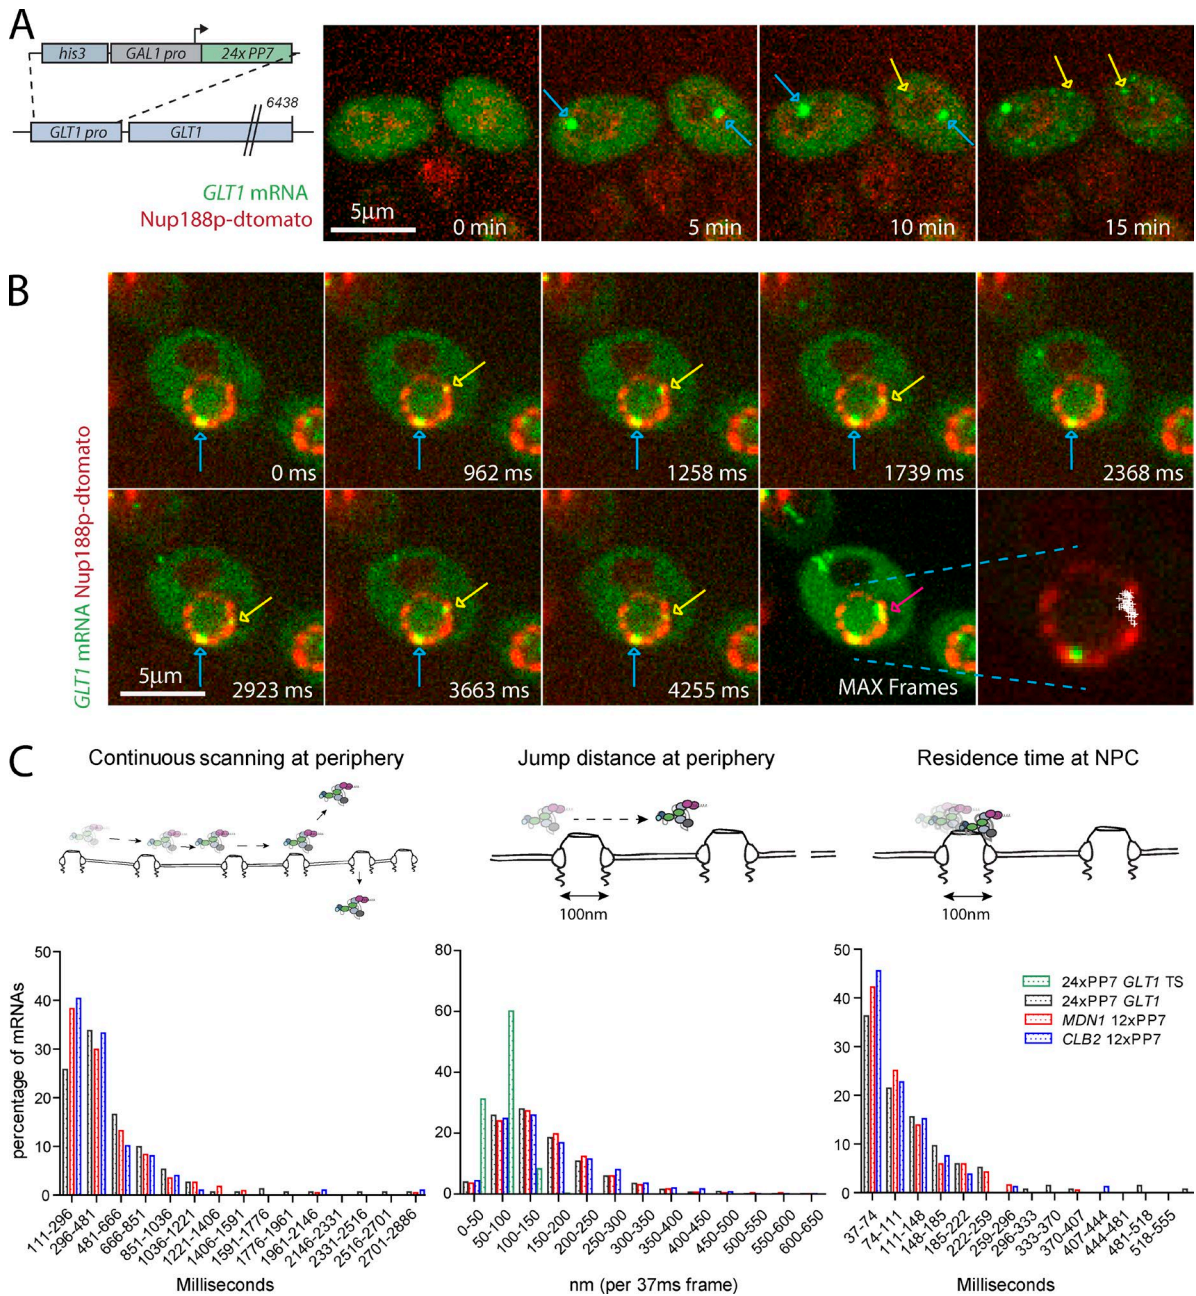 A
his3
GAL1 pro
24x PP7
6438
GLT1 pro
GLT1
GLT1 mRNA
Nup188p-dtomato
5µm
0 min
5 min
10 min
15 min
B
GLT1 mRNA Nup188p-dtomato
0 ms
962 ms
1258 ms
1739 ms
2368 ms
5µm
2923 ms
3663 ms
4255 ms
MAX Frames
C
Continuous scanning at periphery
Jump distance at periphery
Residence time at NPC
100nm
100nm
percentage of mRNAs
50
40
30
20
10
0
111-296
296-481
481-666
666-851
851-1036
1036-1221
1221-1406
1406-1591
1591-1776
1776-1961
1961-2146
2146-2331
2331-2516
2516-2701
2701-2886
Milliseconds
80
60
40
20
0
0-50
50-100
100-150
150-200
200-250
250-300
300-350
350-400
400-450
450-500
500-550
550-600
600-650
nm (per 37ms frame)
50
40
30
20
10
0
24xPP7 GLT1 TS
24xPP7 GLT1
MDN1 12xPP7
CLB2 12xPP7
37-74
74-111
111-148
148-185
185-222
222-259
259-296
296-333
333-370
370-407
407-444
444-481
481-518
518-555
Milliseconds